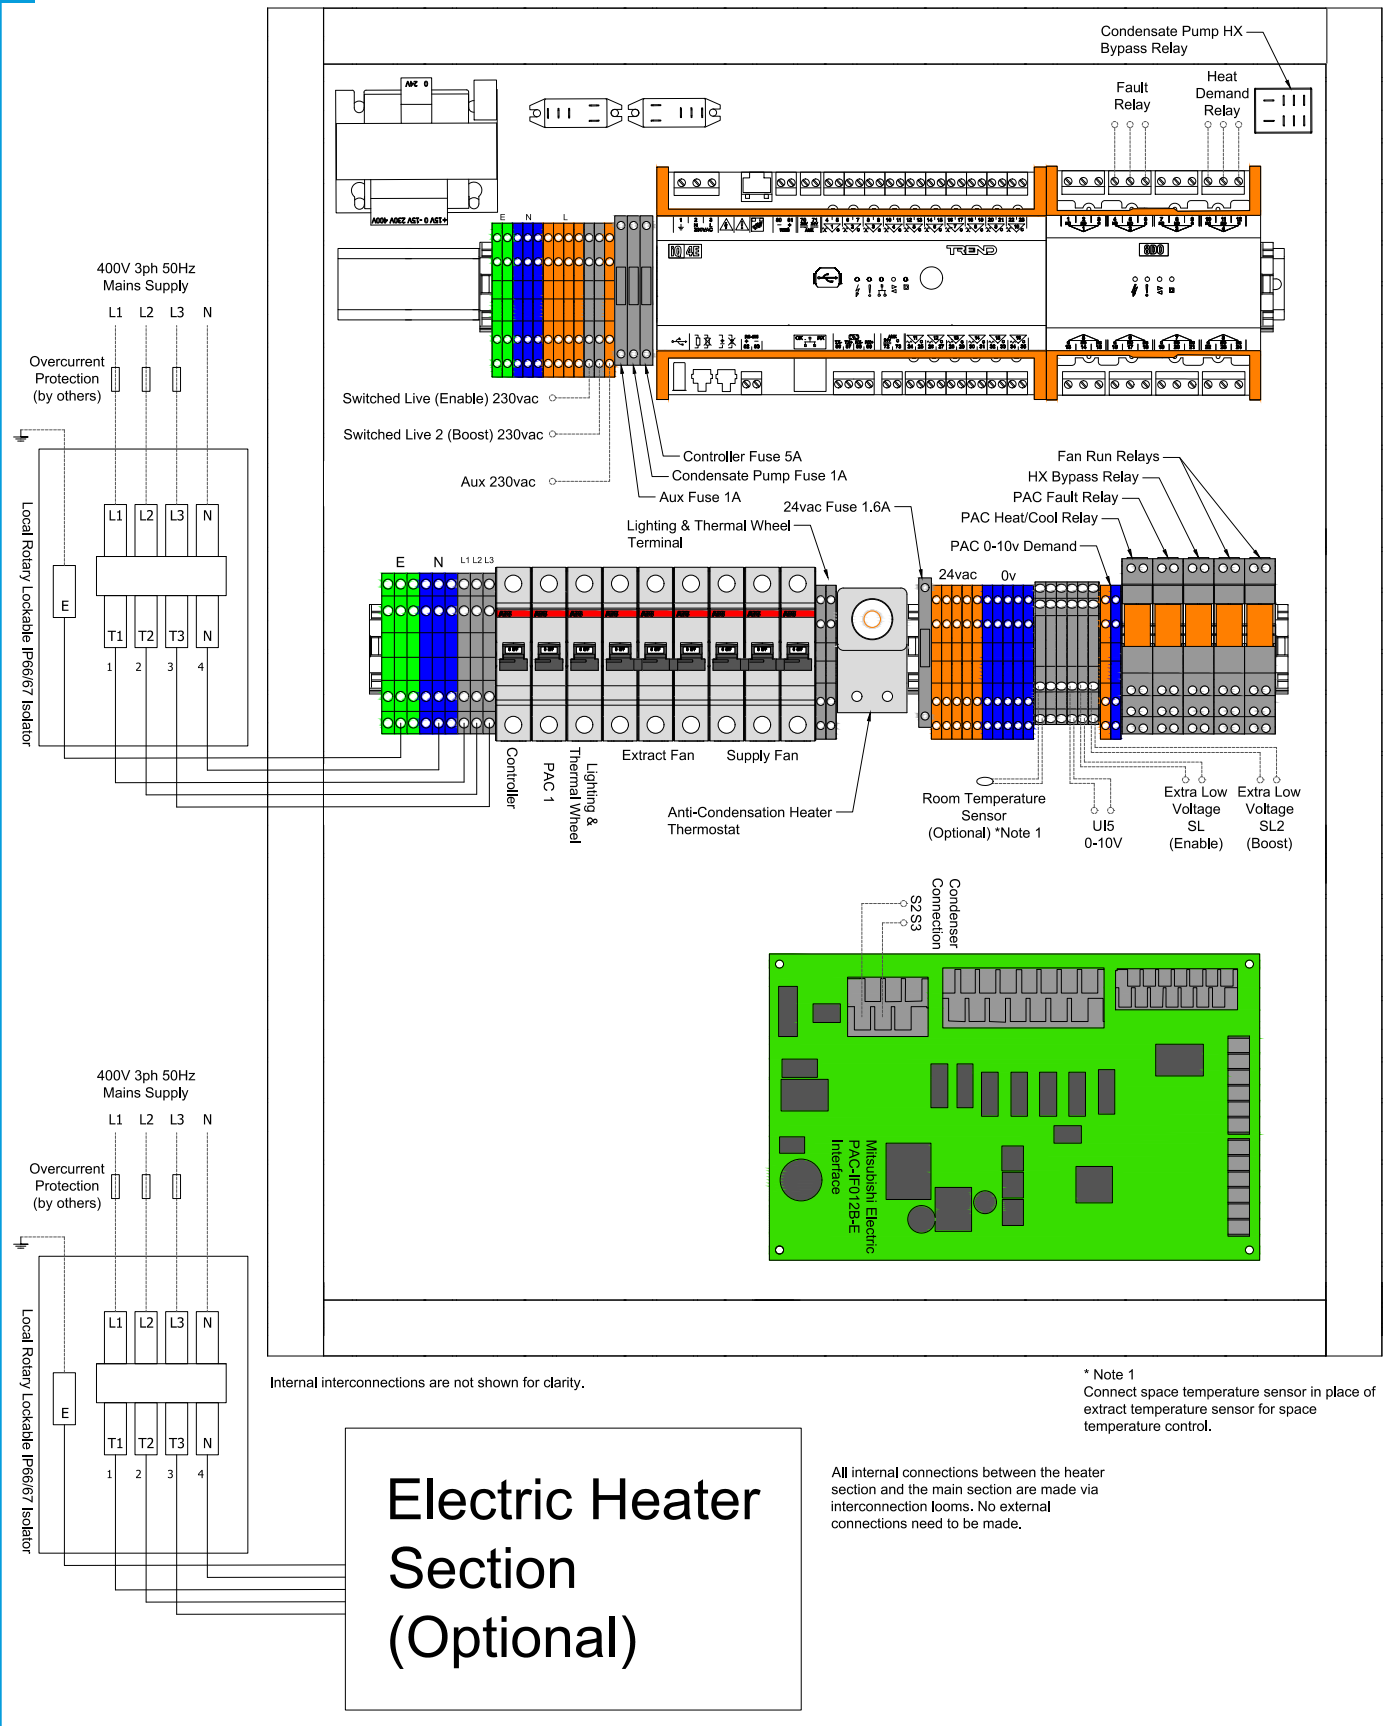 Condensate Pump HX
Bypass Relay
Fault
Relay
Heat
Demand
Relay
0 24V
+15V 0 -15V 230V 400V
E
N
L
IQ 4E
TREND
8DO
400V 3ph 50Hz
Mains Supply
L1 L2 L3 N
Overcurrent
Protection
(by others)
Switched Live (Enable) 230vac
Switched Live 2 (Boost) 230vac
Aux 230vac
Controller Fuse 5A
Condensate Pump Fuse 1A
Aux Fuse 1A
24vac Fuse 1.6A
Lighting & Thermal Wheel
Terminal
Fan Run Relays
HX Bypass Relay
PAC Fault Relay
PAC Heat/Cool Relay
PAC 0-10v Demand
Local Rotary Lockable IP66/67 Isolator
L1 L2 L3 N
E
T1 T2 T3 N
1 2 3 4
E
N
L1 L2 L3
24vac
0v
Controller
PAC 1
Lighting &
Thermal Wheel
Extract Fan
Supply Fan
Anti-Condensation Heater
Thermostat
Room Temperature
Sensor
(Optional) *Note 1
UI5
0-10V
Extra Low
Voltage
SL
(Enable)
Extra Low
Voltage
SL2
(Boost)
Condenser
Connection
S2 S3
Mitsubishi Electric
PAC-IF012B-E
Interface
400V 3ph 50Hz
Mains Supply
L1 L2 L3 N
Overcurrent
Protection
(by others)
Local Rotary Lockable IP66/67 Isolator
L1 L2 L3 N
E
T1 T2 T3 N
1 2 3 4
Internal interconnections are not shown for clarity.
* Note 1
Connect space temperature sensor in place of
extract temperature sensor for space
temperature control.
Electric Heater
Section
(Optional)
All internal connections between the heater
section and the main section are made via
interconnection looms. No external
connections need to be made.